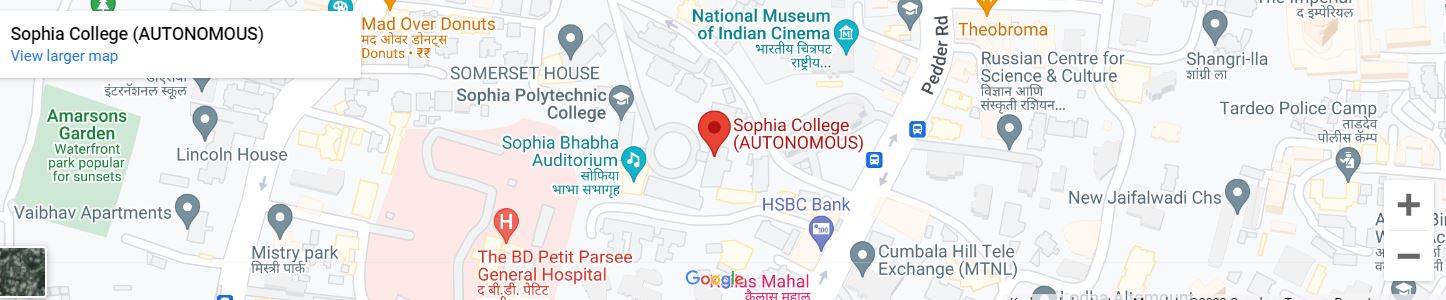 Sophia College (AUTONOMOUS)
View larger map
इंटरनॅशनल स्कूल
Amarsons
Garden
Waterfront
park popular
for sunsets
Lincoln House
Vaibhav Apartments
Mistry park
मिस्त्री पार्क
Mad Over Donuts
मद ओवर डोनट्स
Donuts • ₹₹
SOMERSET HOUSE
Sophia Polytechnic
College
Sophia Bhabha
Auditorium
सोफिया
भाभा सभागृह
The BD Petit Parsee
General Hospital
द बी.डी. पेटिट
National Museum
of Indian Cinema
भारतीय चित्रपट
राष्ट्रीय...
Sophia College
(AUTONOMOUS)
HSBC Bank
Google
Mahal
कैलास महाल
Pedder Rd
Theobroma
Russian Centre for
Science & Culture
विज्ञान आणि
संस्कृती रशियन...
Cumbala Hill Tele
Exchange (MTNL)
द इम्पेरियल
Shangri-lla
शांग्री ला
Tardeo Police Camp
ताडदेव
पोलीस कॅम्प
New Jaifalwadi Chs